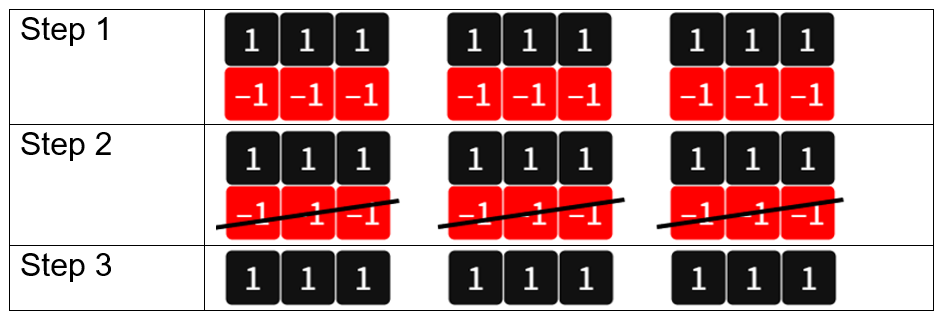 Step 1
1 1 1 1 1 1 1 1 1
–1 –1 –1 –1 –1 –1 –1 –1 –1
Step 2
1 1 1 1 1 1 1 1 1
–1 –1 –1 –1 –1 –1 –1 –1 –1
Step 3
1 1 1 1 1 1 1 1 1